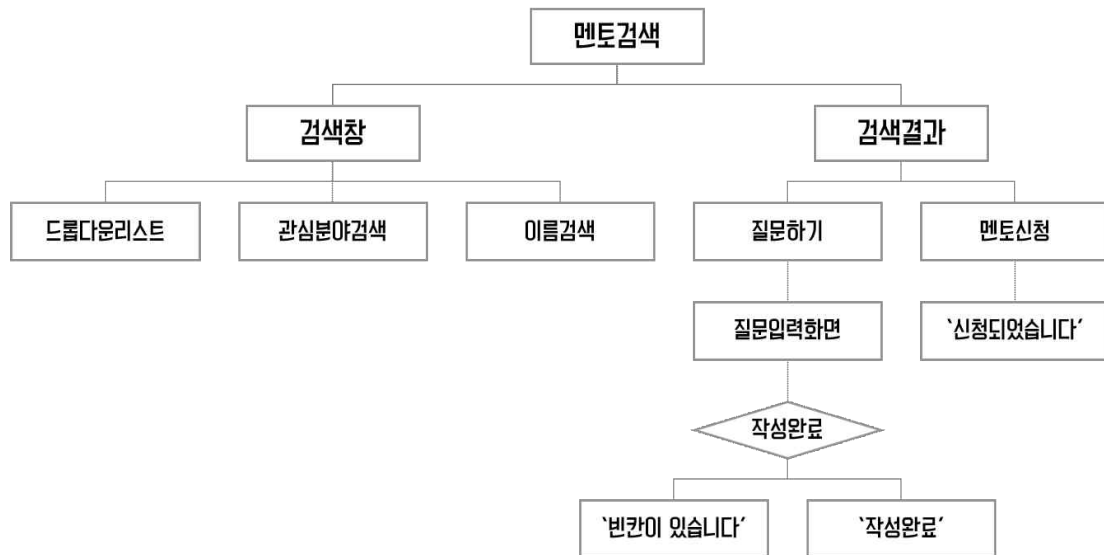 멘토검색
검색창
검색결과
드롭다운리스트
관심분야검색
이름검색
질문하기
멘토신청
질문입력화면
‵신청되었습니다′
작성완료
‵빈칸이 있습니다′
‵작성완료′